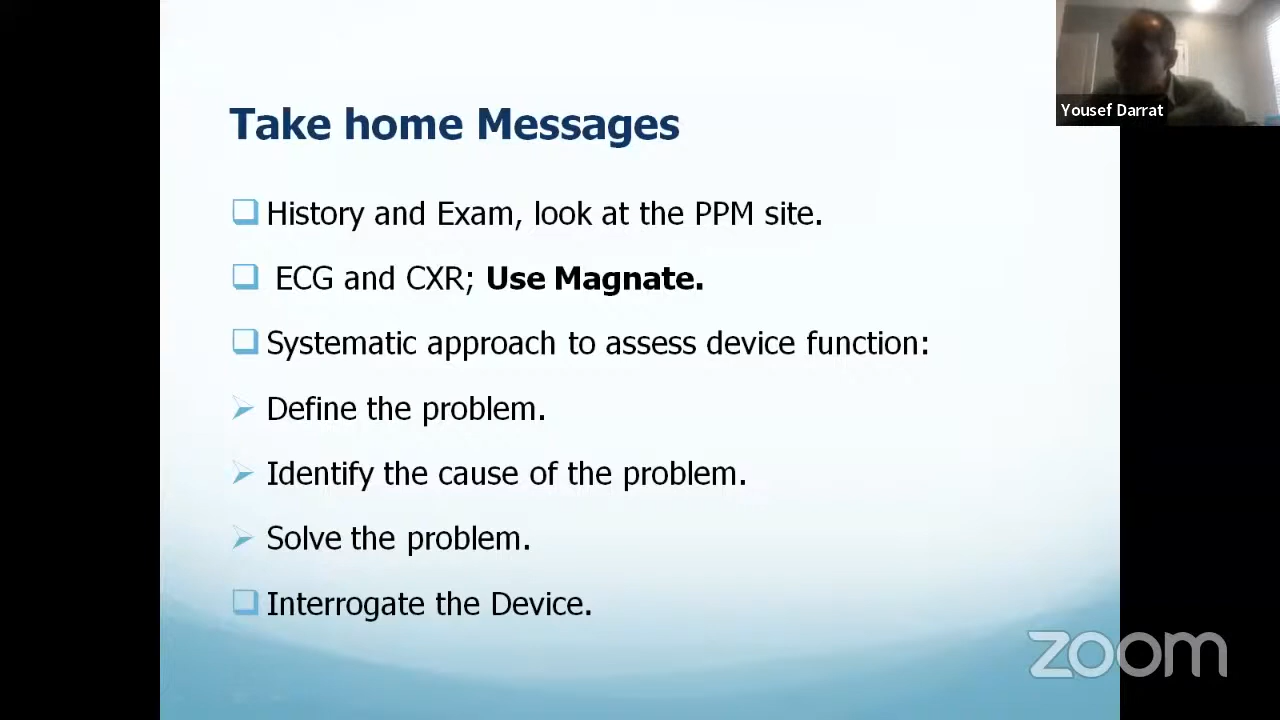 Take home Messages
Yousef Darrat
History and Exam, look at the PPM site.
ECG and CXR; Use Magnate.
Systematic approach to assess device function:
Define the problem.
Identify the cause of the problem.
Solve the problem.
Interrogate the Device.
zoom